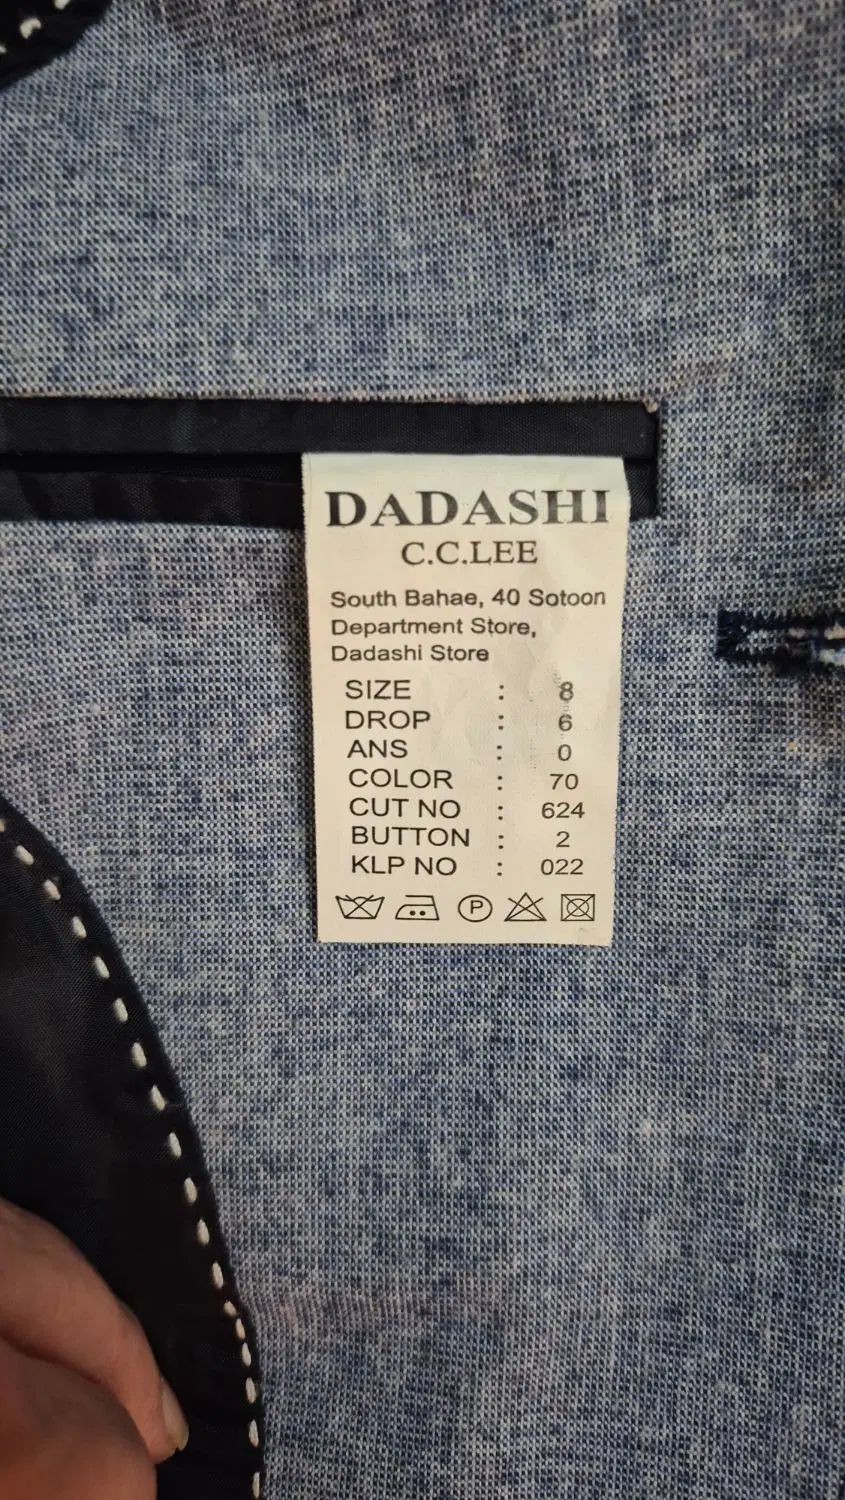 DADASHI
C.C.LEE
South Bahae, 40 Sotoon
Department Store,
Dadashi Store
SIZE : 8
DROP : 6
ANS : 0
COLOR : 70
CUT NO : 624
BUTTON : 2
KLP NO : 022
P